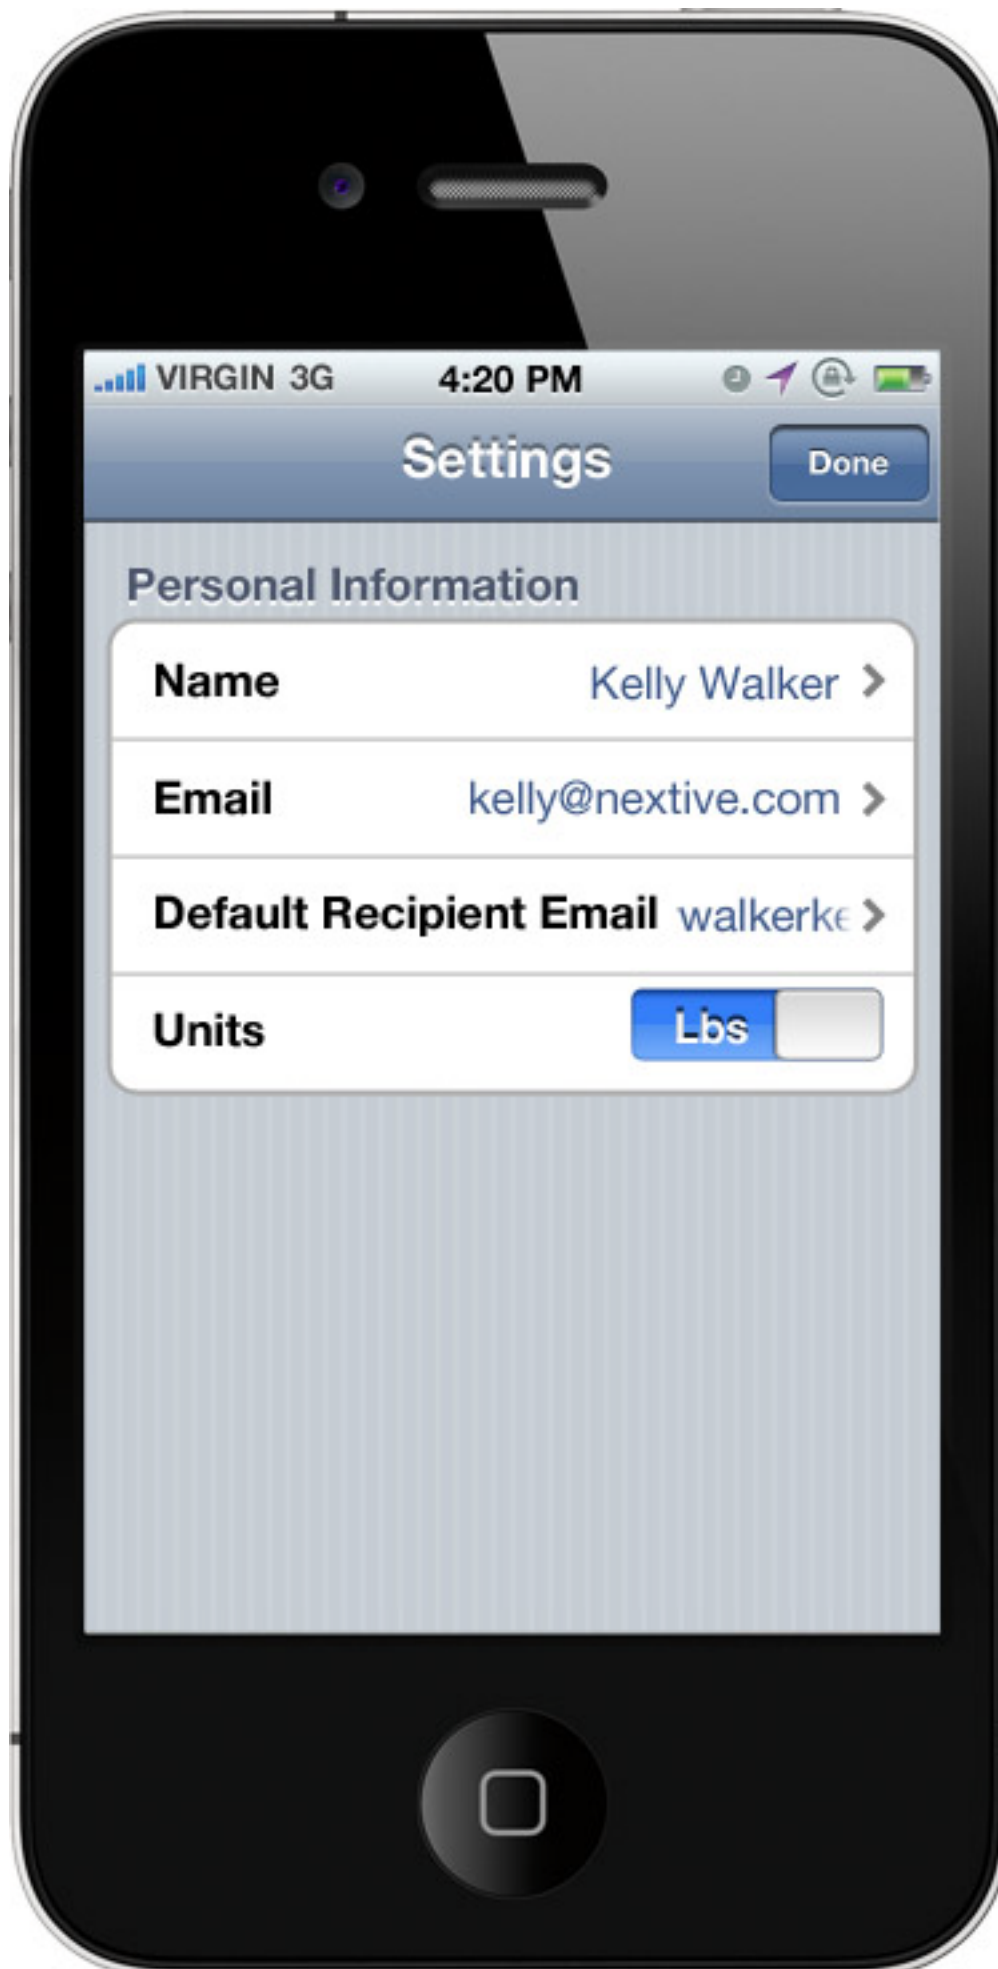 VIRGIN 3G 4:20 PM
Settings Done
Personal Information
Name Kelly Walker
Email kelly@nextive.com
Default Recipient Email walkerke
Units Lbs